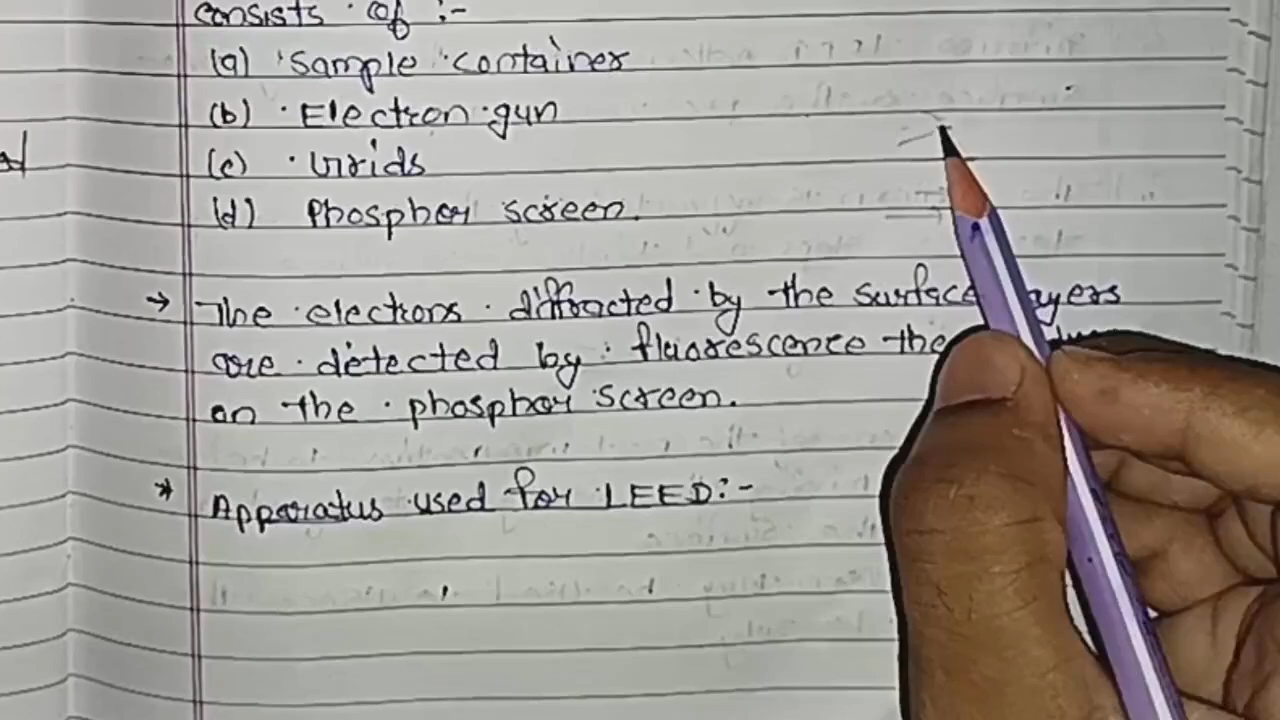 consists of :-
(a) Sample container
(b) Electron gun
(c) Grids
(d) Phosphor screen.
→ The electrons diffracted by the surface
are detected by fluorescence the
on the phosphor screen.
* Apparatus used for LEED:-